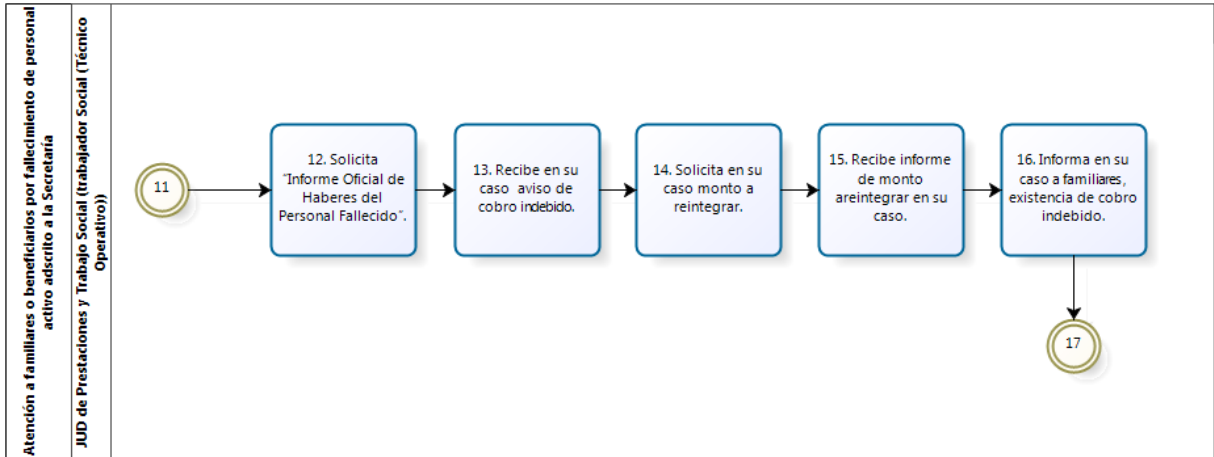 Atención a familiares o beneficiarios por fallecimiento de personal
activo adscrito a la Secretaría
JUD de Prestaciones y Trabajo Social (trabajador Social (Técnico
Operativo))
11
12. Solicita
"Informe Oficial de
Haberes del
Personal Fallecido".
13. Recibe en su
caso aviso de
cobro indebido.
14. Solicita en su
caso monto a
reintegrar.
15. Recibe informe
de monto
areintegrar en su
caso.
16. Informa en su
caso a familiares,
existencia de cobro
indebido.
17